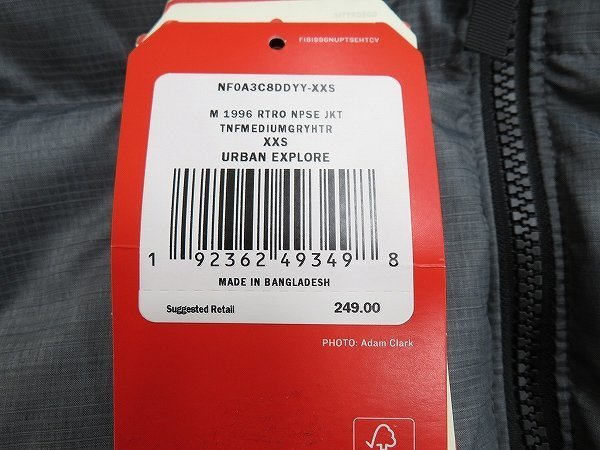 FIBI996NUPTSEHTCV
NF0A3C8DDYY-XXS
M 1996 RTRO NPSE JKT
TNFMEDIUMGRYHTR
XXS
URBAN EXPLORE
1 92362 49349 8
MADE IN BANGLADESH
Suggested Retail 249.00
PHOTO: Adam Clark